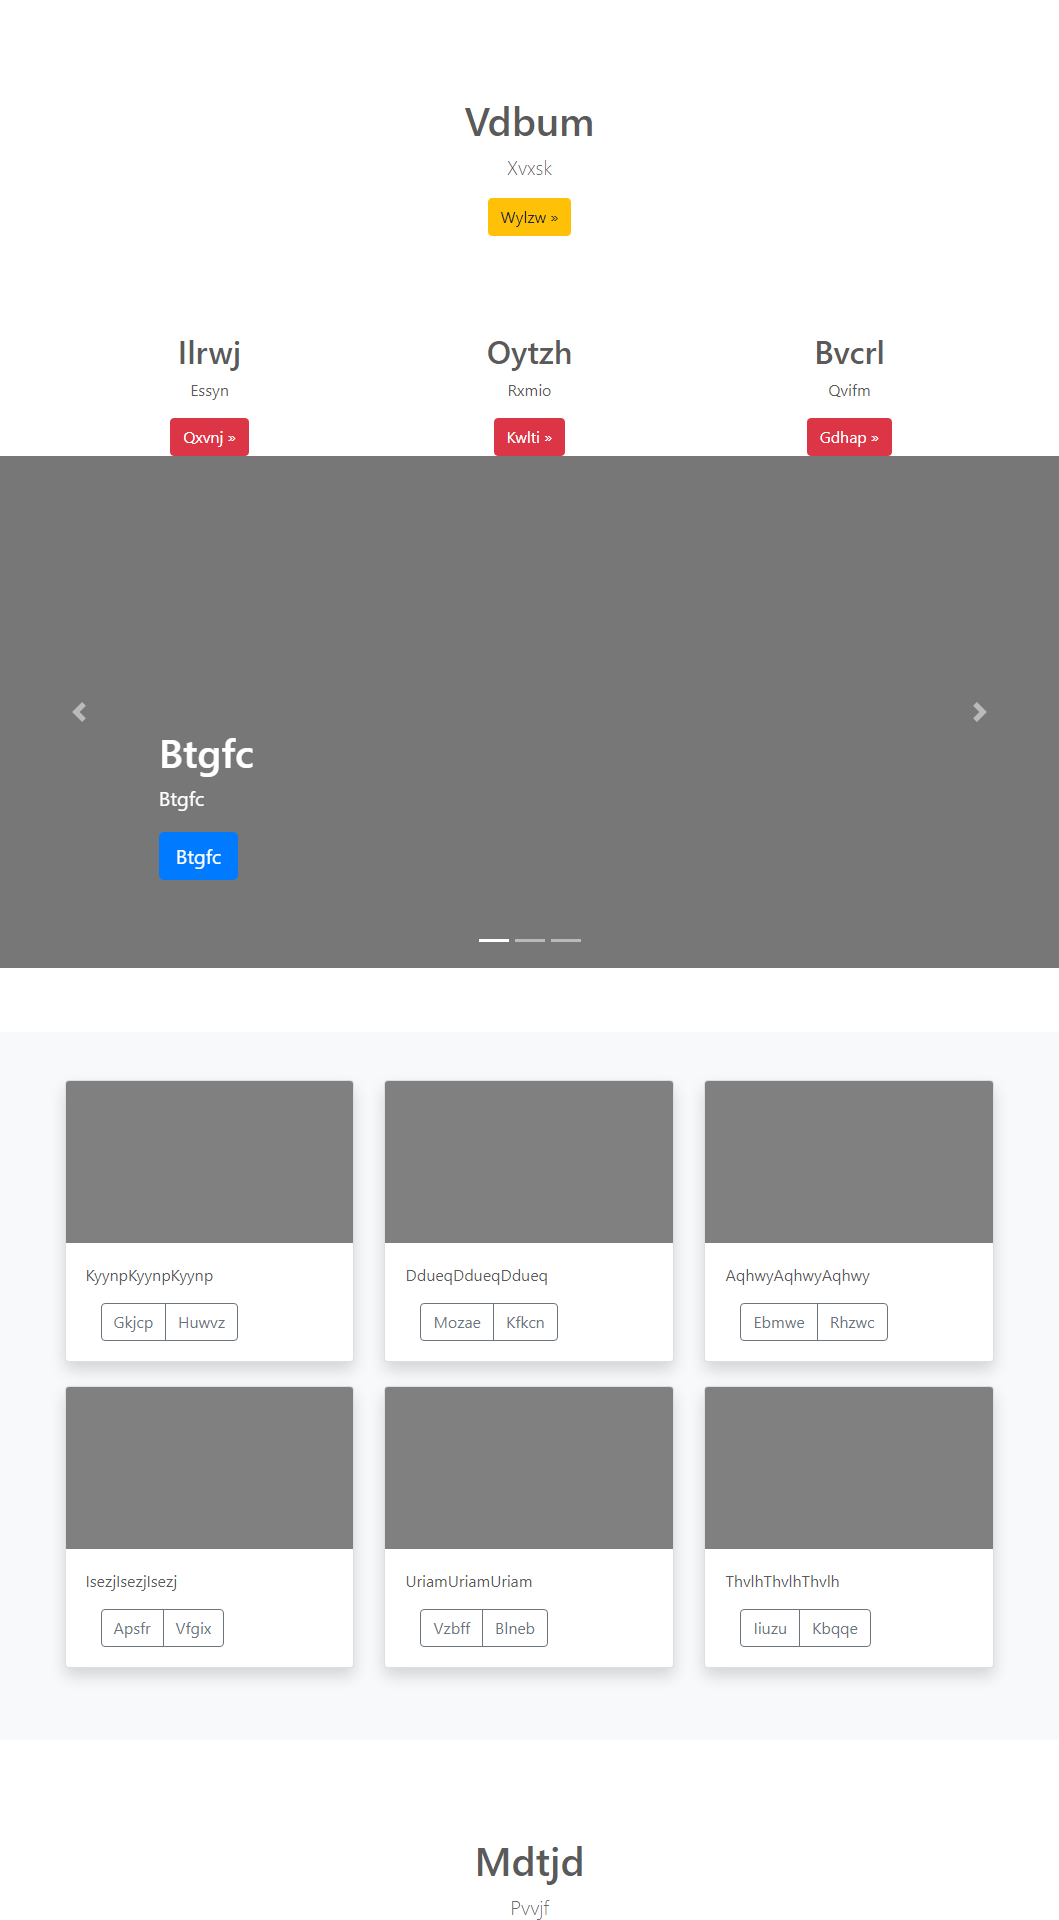 Vdbum
Xvxsk
Wylzw »
Ilrwj
Oytzh
Bvcrl
Essyn
Rxmio
Qvifm
Qxvnj »
Kwlti »
Gdhap »
Btgfc
Btgfc
Btgfc
KyynpKyynpKyynp
DdueqDdueqDdueq
AqhwyAqhwyAqhwy
Gkjcp Huwvz
Mozae Kfkcn
Ebmwe Rhzwc
IsezjIsezjIsezj
UriamUriamUriam
ThvlhThvlhThvlh
Apsfr Vfgix
Vzbff Blneb
Iiuzu Kbqqe
Mdtjd
Pvvjf